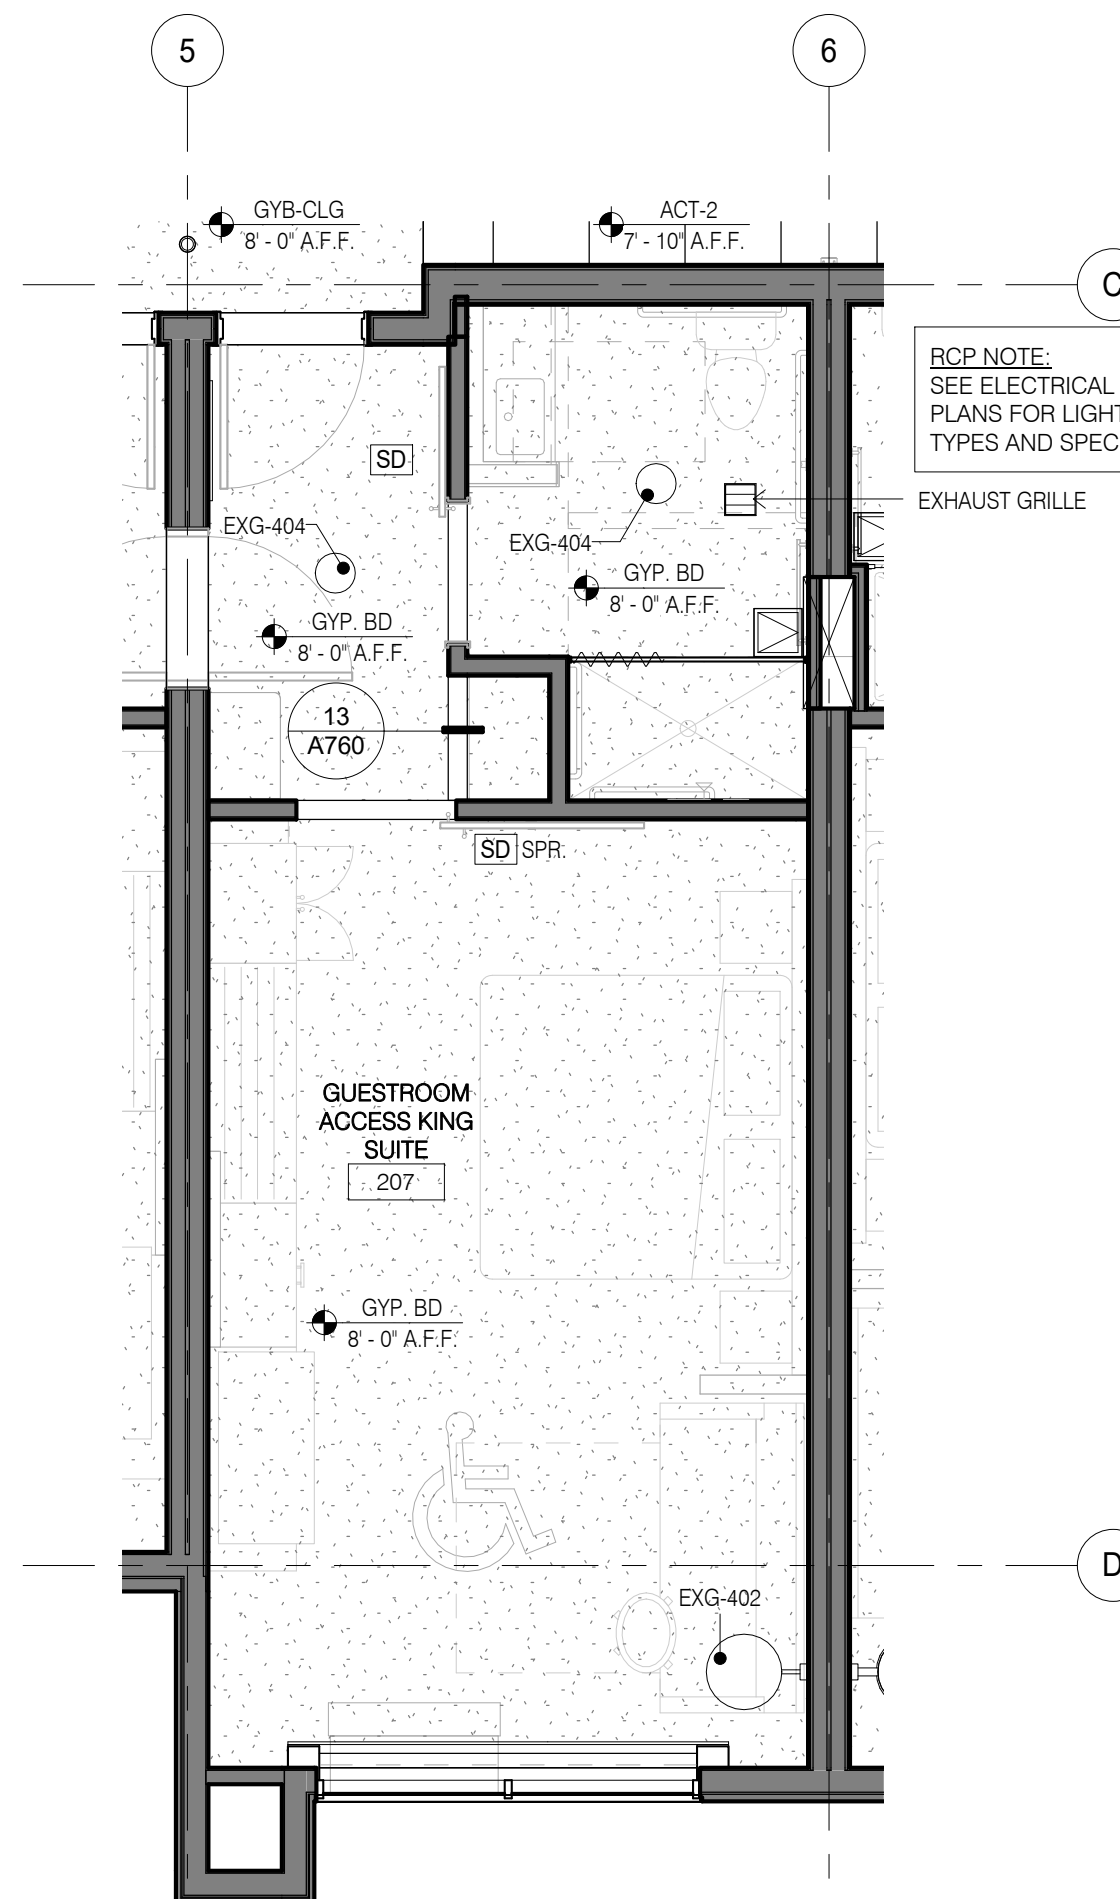 5
6
GYB-CLG
8' - 0" A.F.F.
ACT-2
7' - 10" A.F.F.
C
RCP NOTE:
SEE ELECTRICAL
PLANS FOR LIGHT
TYPES AND SPEC
SD
EXHAUST GRILLE
EXG-404
EXG-404
GYP. BD
8' - 0" A.F.F.
GYP. BD
8' - 0" A.F.F.
13
A760
SD SPR.
GUESTROOM
ACCESS KING
SUITE
207
GYP. BD
8' - 0" A.F.F.
D
EXG-402